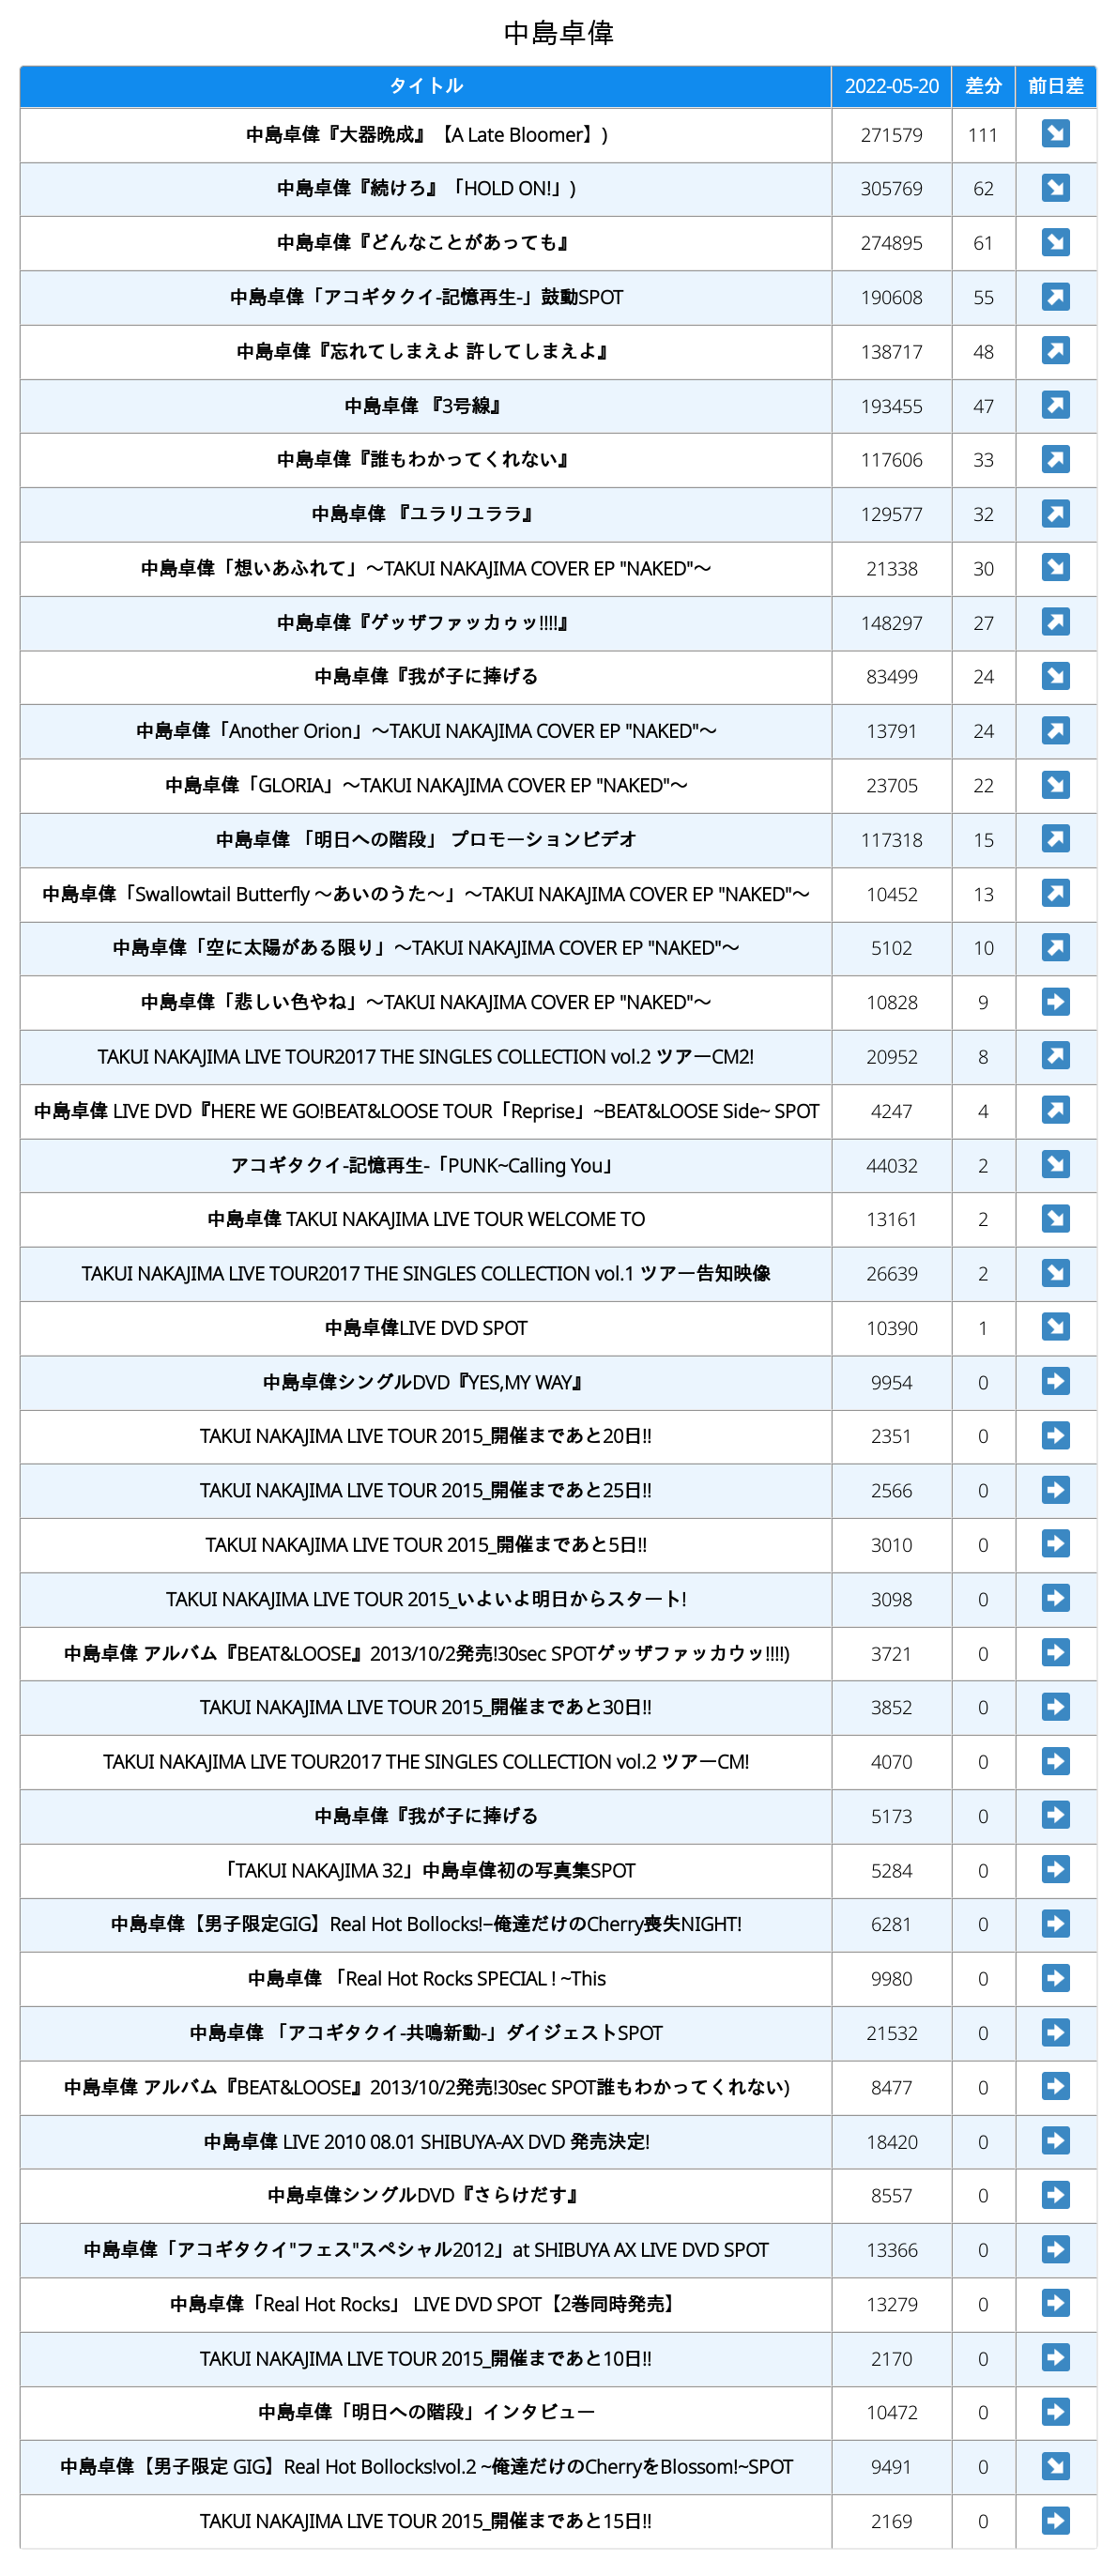 中島卓偉
タイトル 2022-05-20 差分 前日差
中島卓偉『大器晩成』【A Late Bloomer】) 271579 111 ↘
中島卓偉『続けろ』「HOLD ON!」) 305769 62 ↘
中島卓偉『どんなことがあっても』 274895 61 ↘
中島卓偉「アコギタクイ-記憶再生-」鼓動SPOT 190608 55 ↗
中島卓偉『忘れてしまえよ 許してしまえよ』 138717 48 ↗
中島卓偉 『3号線』 193455 47 ↗
中島卓偉『誰もわかってくれない』 117606 33 ↗
中島卓偉 『ユラリユララ』 129577 32 ↗
中島卓偉「想いあふれて」〜TAKUI NAKAJIMA COVER EP "NAKED"〜 21338 30 ↘
中島卓偉『ゲッザファッカゥッ!!!!』 148297 27 ↗
中島卓偉『我が子に捧げる 83499 24 ↘
中島卓偉「Another Orion」〜TAKUI NAKAJIMA COVER EP "NAKED"〜 13791 24 ↗
中島卓偉「GLORIA」〜TAKUI NAKAJIMA COVER EP "NAKED"〜 23705 22 ↘
中島卓偉 「明日への階段」 プロモーションビデオ 117318 15 ↗
中島卓偉「Swallowtail Butterfly 〜あいのうた〜」〜TAKUI NAKAJIMA COVER EP "NAKED"〜 10452 13 ↗
中島卓偉「空に太陽がある限り」〜TAKUI NAKAJIMA COVER EP "NAKED"〜 5102 10 ↗
中島卓偉「悲しい色やね」〜TAKUI NAKAJIMA COVER EP "NAKED"〜 10828 9 ➡
TAKUI NAKAJIMA LIVE TOUR2017 THE SINGLES COLLECTION vol.2 ツアーCM2! 20952 8 ↗
中島卓偉 LIVE DVD『HERE WE GO!BEAT&LOOSE TOUR「Reprise」~BEAT&LOOSE Side~ SPOT 4247 4 ↗
アコギタクイ-記憶再生-「PUNK~Calling You」 44032 2 ↘
中島卓偉 TAKUI NAKAJIMA LIVE TOUR WELCOME TO 13161 2 ↘
TAKUI NAKAJIMA LIVE TOUR2017 THE SINGLES COLLECTION vol.1 ツアー告知映像 26639 2 ↘
中島卓偉LIVE DVD SPOT 10390 1 ↘
中島卓偉シングルDVD『YES,MY WAY』 9954 0 ➡
TAKUI NAKAJIMA LIVE TOUR 2015_開催まであと20日!! 2351 0 ➡
TAKUI NAKAJIMA LIVE TOUR 2015_開催まであと25日!! 2566 0 ➡
TAKUI NAKAJIMA LIVE TOUR 2015_開催まであと5日!! 3010 0 ➡
TAKUI NAKAJIMA LIVE TOUR 2015_いよいよ明日からスタート! 3098 0 ➡
中島卓偉 アルバム『BEAT&LOOSE』2013/10/2発売!30sec SPOTゲッザファッカウッ!!!!) 3721 0 ➡
TAKUI NAKAJIMA LIVE TOUR 2015_開催まであと30日!! 3852 0 ➡
TAKUI NAKAJIMA LIVE TOUR2017 THE SINGLES COLLECTION vol.2 ツアーCM! 4070 0 ➡
中島卓偉『我が子に捧げる 5173 0 ➡
「TAKUI NAKAJIMA 32」中島卓偉初の写真集SPOT 5284 0 ➡
中島卓偉【男子限定GIG】Real Hot Bollocks!−俺達だけのCherry喪失NIGHT! 6281 0 ➡
中島卓偉 「Real Hot Rocks SPECIAL ! ~This 9980 0 ➡
中島卓偉 「アコギタクイ-共鳴新動-」ダイジェストSPOT 21532 0 ➡
中島卓偉 アルバム『BEAT&LOOSE』2013/10/2発売!30sec SPOT誰もわかってくれない) 8477 0 ➡
中島卓偉 LIVE 2010 08.01 SHIBUYA-AX DVD 発売決定! 18420 0 ➡
中島卓偉シングルDVD『さらけだす』 8557 0 ➡
中島卓偉「アコギタクイ"フェス"スペシャル2012」at SHIBUYA AX LIVE DVD SPOT 13366 0 ➡
中島卓偉「Real Hot Rocks」 LIVE DVD SPOT【2巻同時発売】 13279 0 ➡
TAKUI NAKAJIMA LIVE TOUR 2015_開催まであと10日!! 2170 0 ➡
中島卓偉「明日への階段」インタビュー 10472 0 ➡
中島卓偉【男子限定 GIG】Real Hot Bollocks!vol.2 ~俺達だけのCherryをBlossom!~SPOT 9491 0 ↘
TAKUI NAKAJIMA LIVE TOUR 2015_開催まであと15日!! 2169 0 ➡